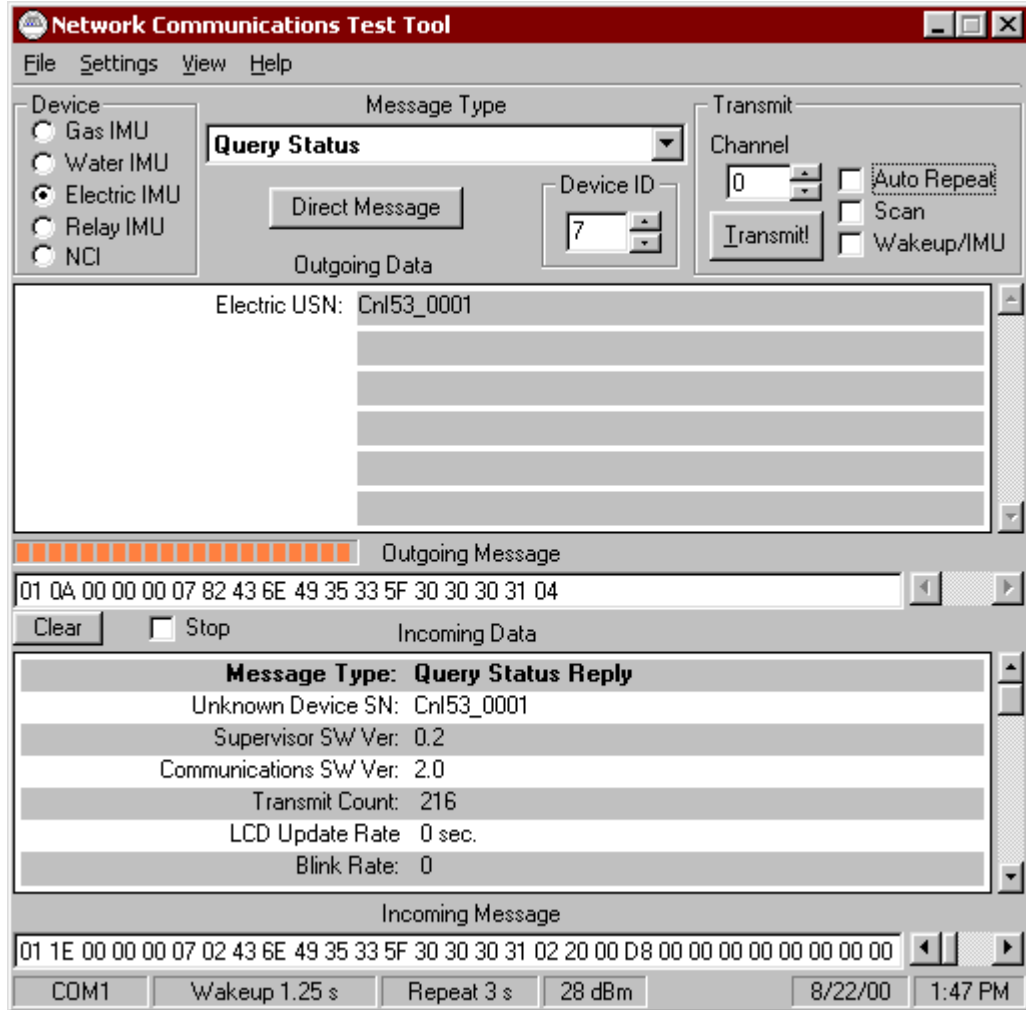 Network Communications Test Tool
File Settings View Help
Device
Gas IMU
Water IMU
Electric IMU
Relay IMU
NCI
Message Type
Query Status
Direct Message
Device ID
7
Outgoing Data
Transmit
Channel
0
Transmit!
Auto Repeat
Scan
Wakeup/IMU
Electric USN: CnI53_0001
Outgoing Message
01 0A 00 00 00 07 82 43 6E 49 35 33 5F 30 30 30 31 04
Clear Stop Incoming Data
Message Type: Query Status Reply
Unknown Device SN: CnI53_0001
Supervisor SW Ver: 0.2
Communications SW Ver: 2.0
Transmit Count: 216
LCD Update Rate 0 sec.
Blink Rate: 0
Incoming Message
01 1E 00 00 00 07 02 43 6E 49 35 33 5F 30 30 30 31 02 20 00 D8 00 00 00 00 00 00 00 00
COM1 Wakeup 1.25 s Repeat 3 s 28 dBm 8/22/00 1:47 PM